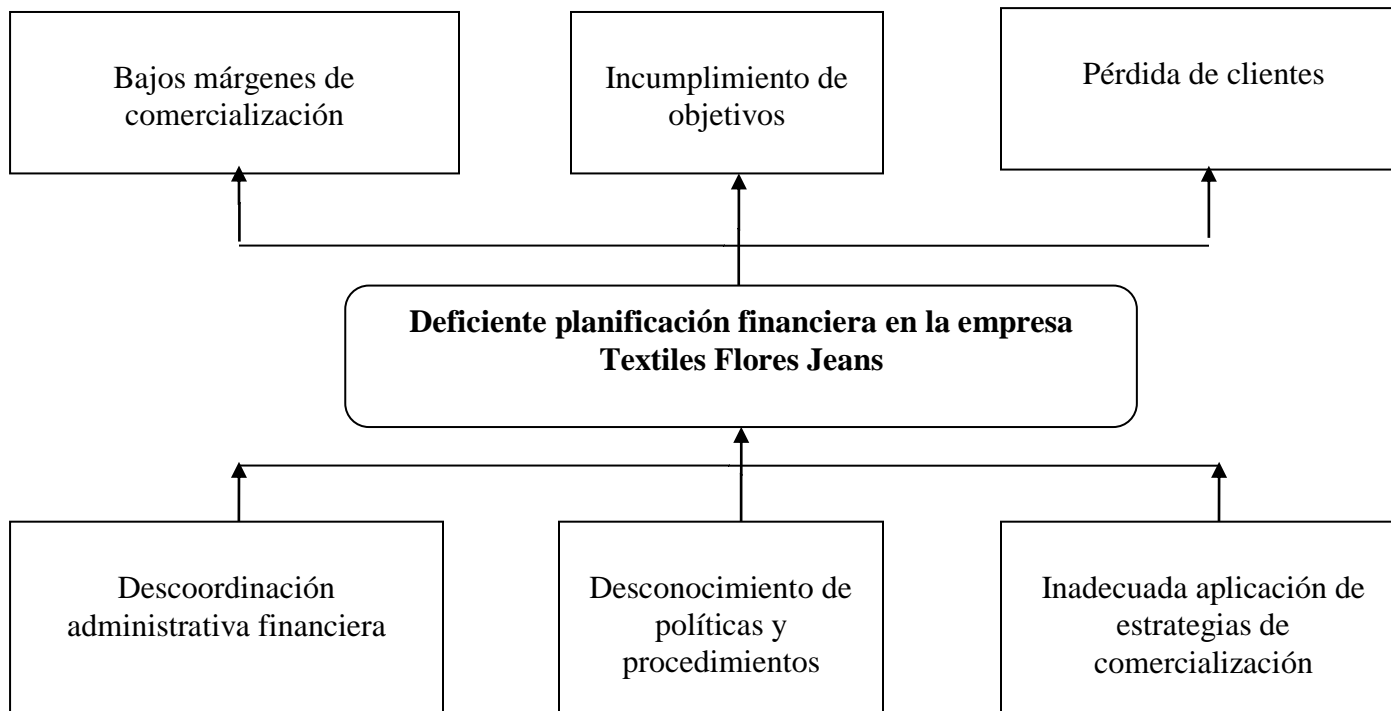 Bajos márgenes de
comercialización
Incumplimiento de
objetivos
Pérdida de clientes
Deficiente planificación financiera en la empresa
Textiles Flores Jeans
Descoordinación
administrativa financiera
Desconocimiento de
políticas y
procedimientos
Inadecuada aplicación de
estrategias de
comercialización